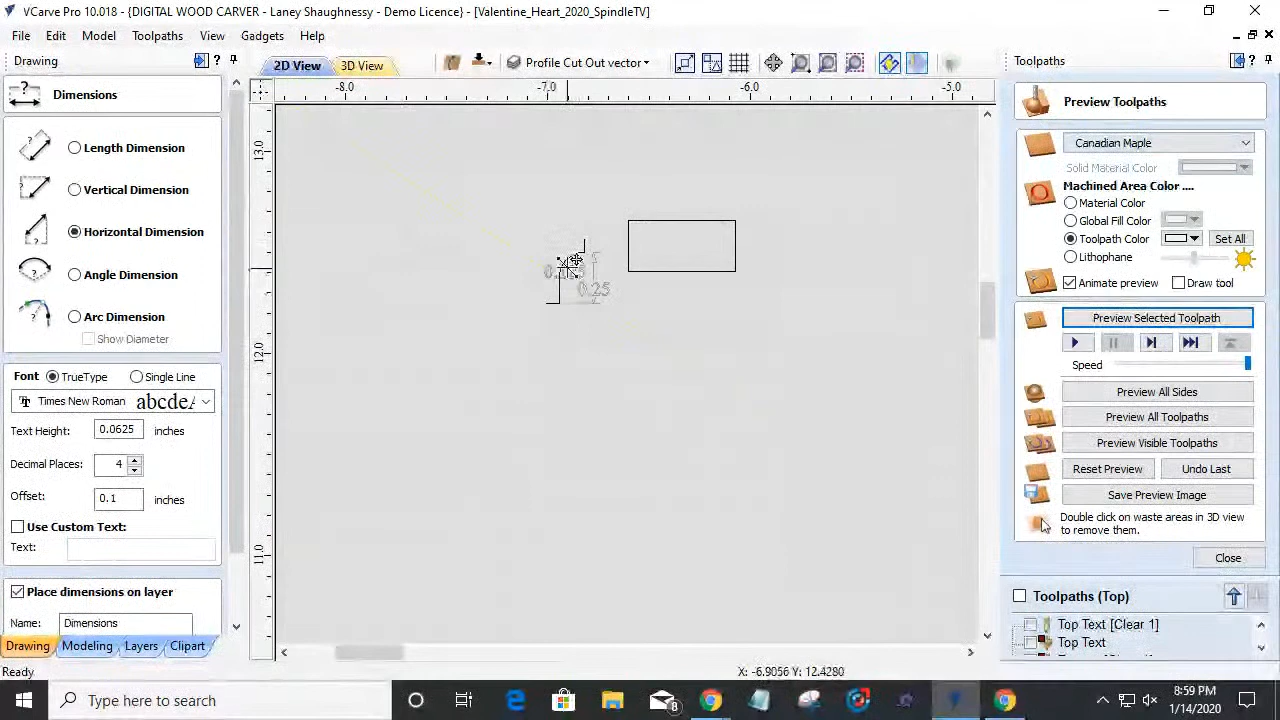 VCarve Pro 10.018 - {DIGITAL WOOD CARVER - Laney Shaughnessy - Demo Licence} - [Valentine_Heart_2020_SpindleTV]
File Edit Model Toolpaths View Gadgets Help
Drawing
2D View 3D View
Profile Cut Out vector
Toolpaths
Dimensions
Length Dimension
Vertical Dimension
Horizontal Dimension
Angle Dimension
Arc Dimension
Show Diameter
Font TrueType Single Line
Times New Roman abcdeA
Text Height: 0.0625 inches
Decimal Places: 4
Offset: 0.1 inches
Use Custom Text:
Text:
Place dimensions on layer
Name: Dimensions
Drawing Modeling Layers Clipart
Ready
-8.0 -7.0 -6.0 -5.0
13.0
12.0
11.0
0.25
X: -6.9056 Y: 12.4280
Preview Toolpaths
Canadian Maple
Solid Material Color
Machined Area Color ....
Material Color
Global Fill Color
Toolpath Color Set All
Lithophane
Animate preview Draw tool
Preview Selected Toolpath
Speed
Preview All Sides
Preview All Toolpaths
Preview Visible Toolpaths
Reset Preview Undo Last
Save Preview Image
Double click on waste areas in 3D view
to remove them.
Close
Toolpaths (Top)
Top Text [Clear 1]
Top Text
Type here to search
8
8:59 PM
1/14/2020